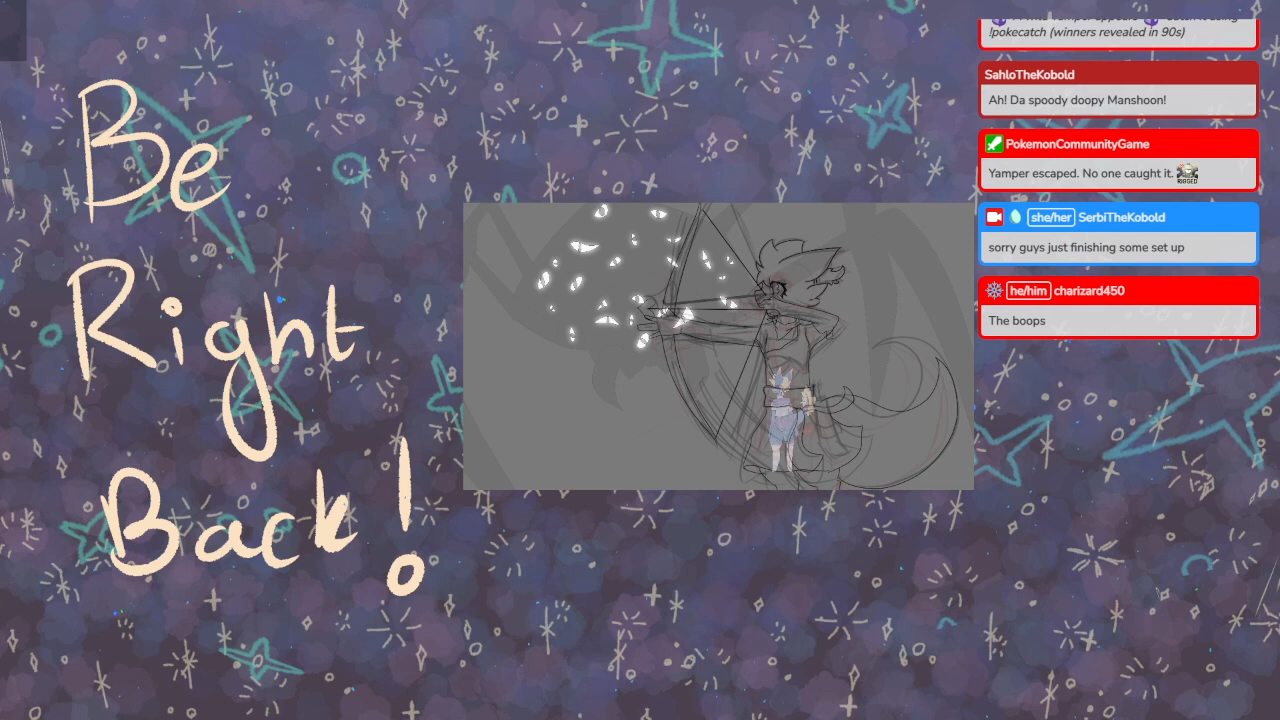 Be
Right
Back!
!pokecatch (winners revealed in 90s)
SahloTheKobold
Ah! Da spoody doopy Manshoon!
PokemonCommunityGame
Yamper escaped. No one caught it. RIGGED
she/her SerbiTheKobold
sorry guys just finishing some set up
he/him charizard450
The boops